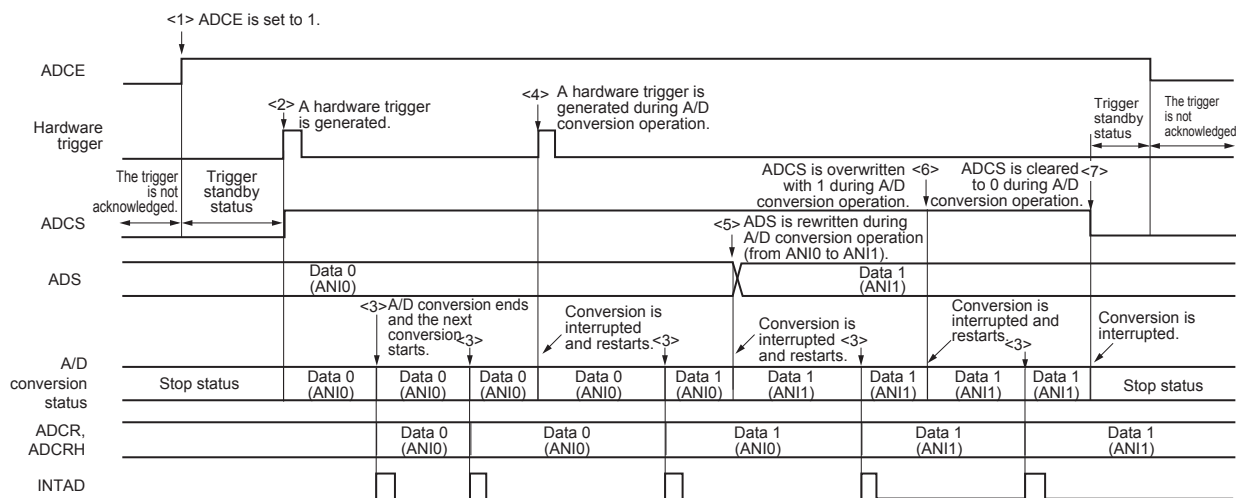 <1> ADCE is set to 1.
ADCE
<2> A hardware trigger
is generated.
<4> A hardware trigger is
generated during A/D
conversion operation.
Trigger
standby
status
The trigger
is not
acknowledged
Hardware
trigger
The trigger
is not
acknowledged.
Trigger
standby
status
ADCS is overwritten <6>
with 1 during A/D
conversion operation.
ADCS is cleared <7>
to 0 during A/D
conversion operation.
ADCS
<5> ADS is rewritten during
A/D conversion operation
(from ANI0 to ANI1).
ADS
Data 0
(ANI0)
Data 1
(ANI1)
<3> A/D conversion ends
and the next
conversion
starts. <3>
Conversion is
interrupted
and restarts. <3>
Conversion is
interrupted <3>
and restarts.
Conversion is
interrupted and
restarts. <3>
Conversion is
interrupted.
A/D
conversion
status
Stop status
Data 0
(ANI0)
Data 0
(ANI0)
Data 0
(ANI0)
Data 0
(ANI0)
Data 1
(ANI0)
Data 1
(ANI1)
Data 1
(ANI1)
Data 1
(ANI1)
Data 1
(ANI1)
Stop status
ADCR,
ADCRH
Data 0
(ANI0)
Data 0
(ANI0)
Data 1
(ANI0)
Data 1
(ANI1)
Data 1
(ANI1)
INTAD